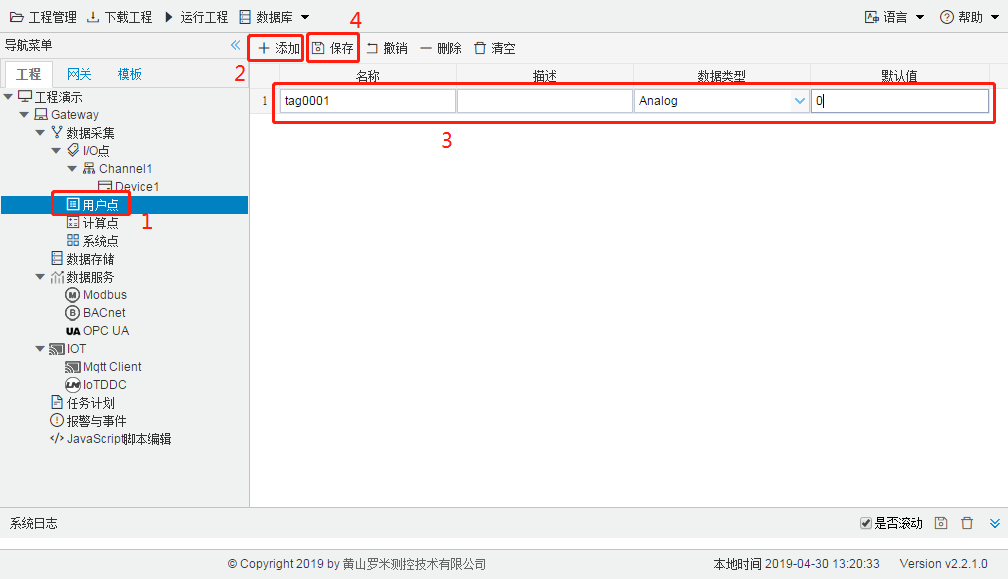 工程管理 下载工程 运行工程 数据库 4 语言 帮助
导航菜单 添加 保存 撤销 删除 清空
工程 网关 模板 2
名称 描述 数据类型 默认值
1 tag0001 Analog 0
3
工程演示
Gateway
数据采集
I/O点
Channel1
Device1
用户点
计算点 1
系统点
数据存储
数据服务
M Modbus
B BACnet
UA OPC UA
IOT
Mqtt Client
IoTDDC
任务计划
报警与事件
</> JavaScript脚本编辑
系统日志 是否滚动
© Copyright 2019 by 黄山罗米测控技术有限公司 本地时间 2019-04-30 13:20:33 Version v2.2.1.0